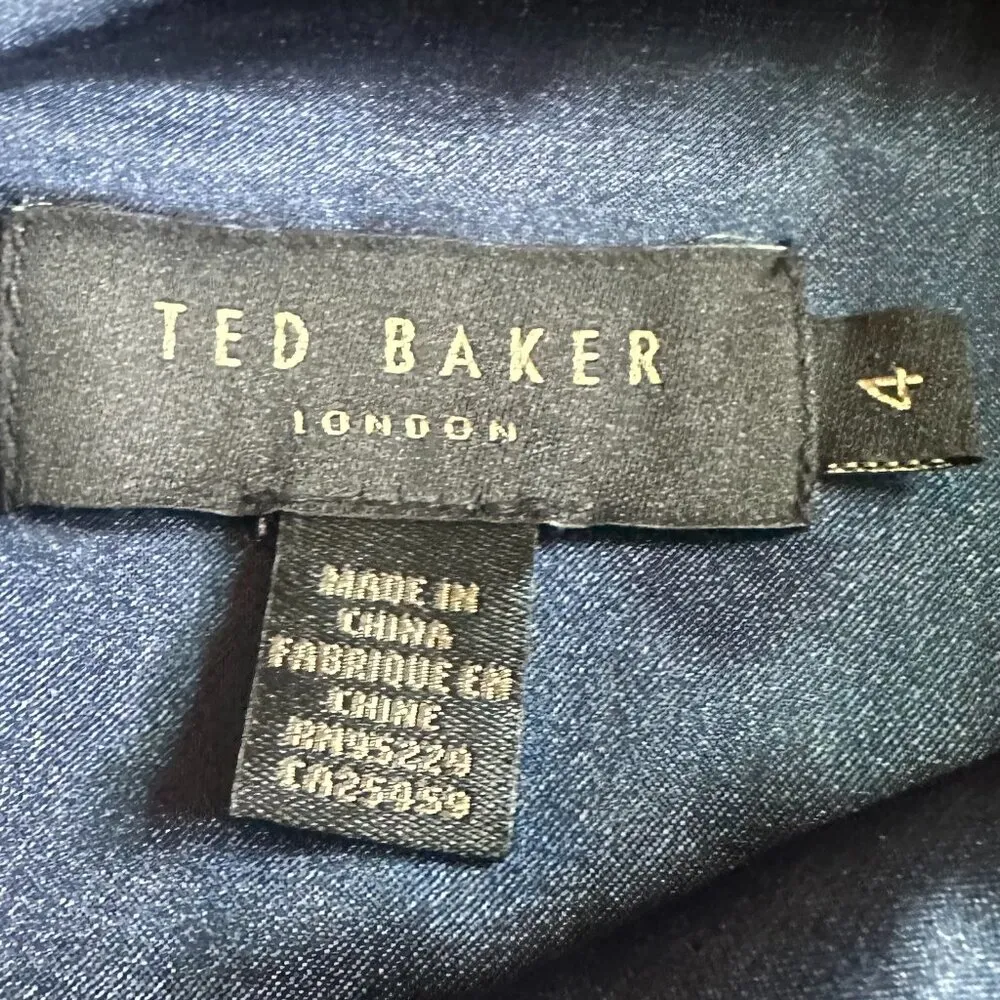 TED BAKER
LONDON
4
MADE IN
CHINA
FABRIQUE EN
CHINE
RN95229
CA25459